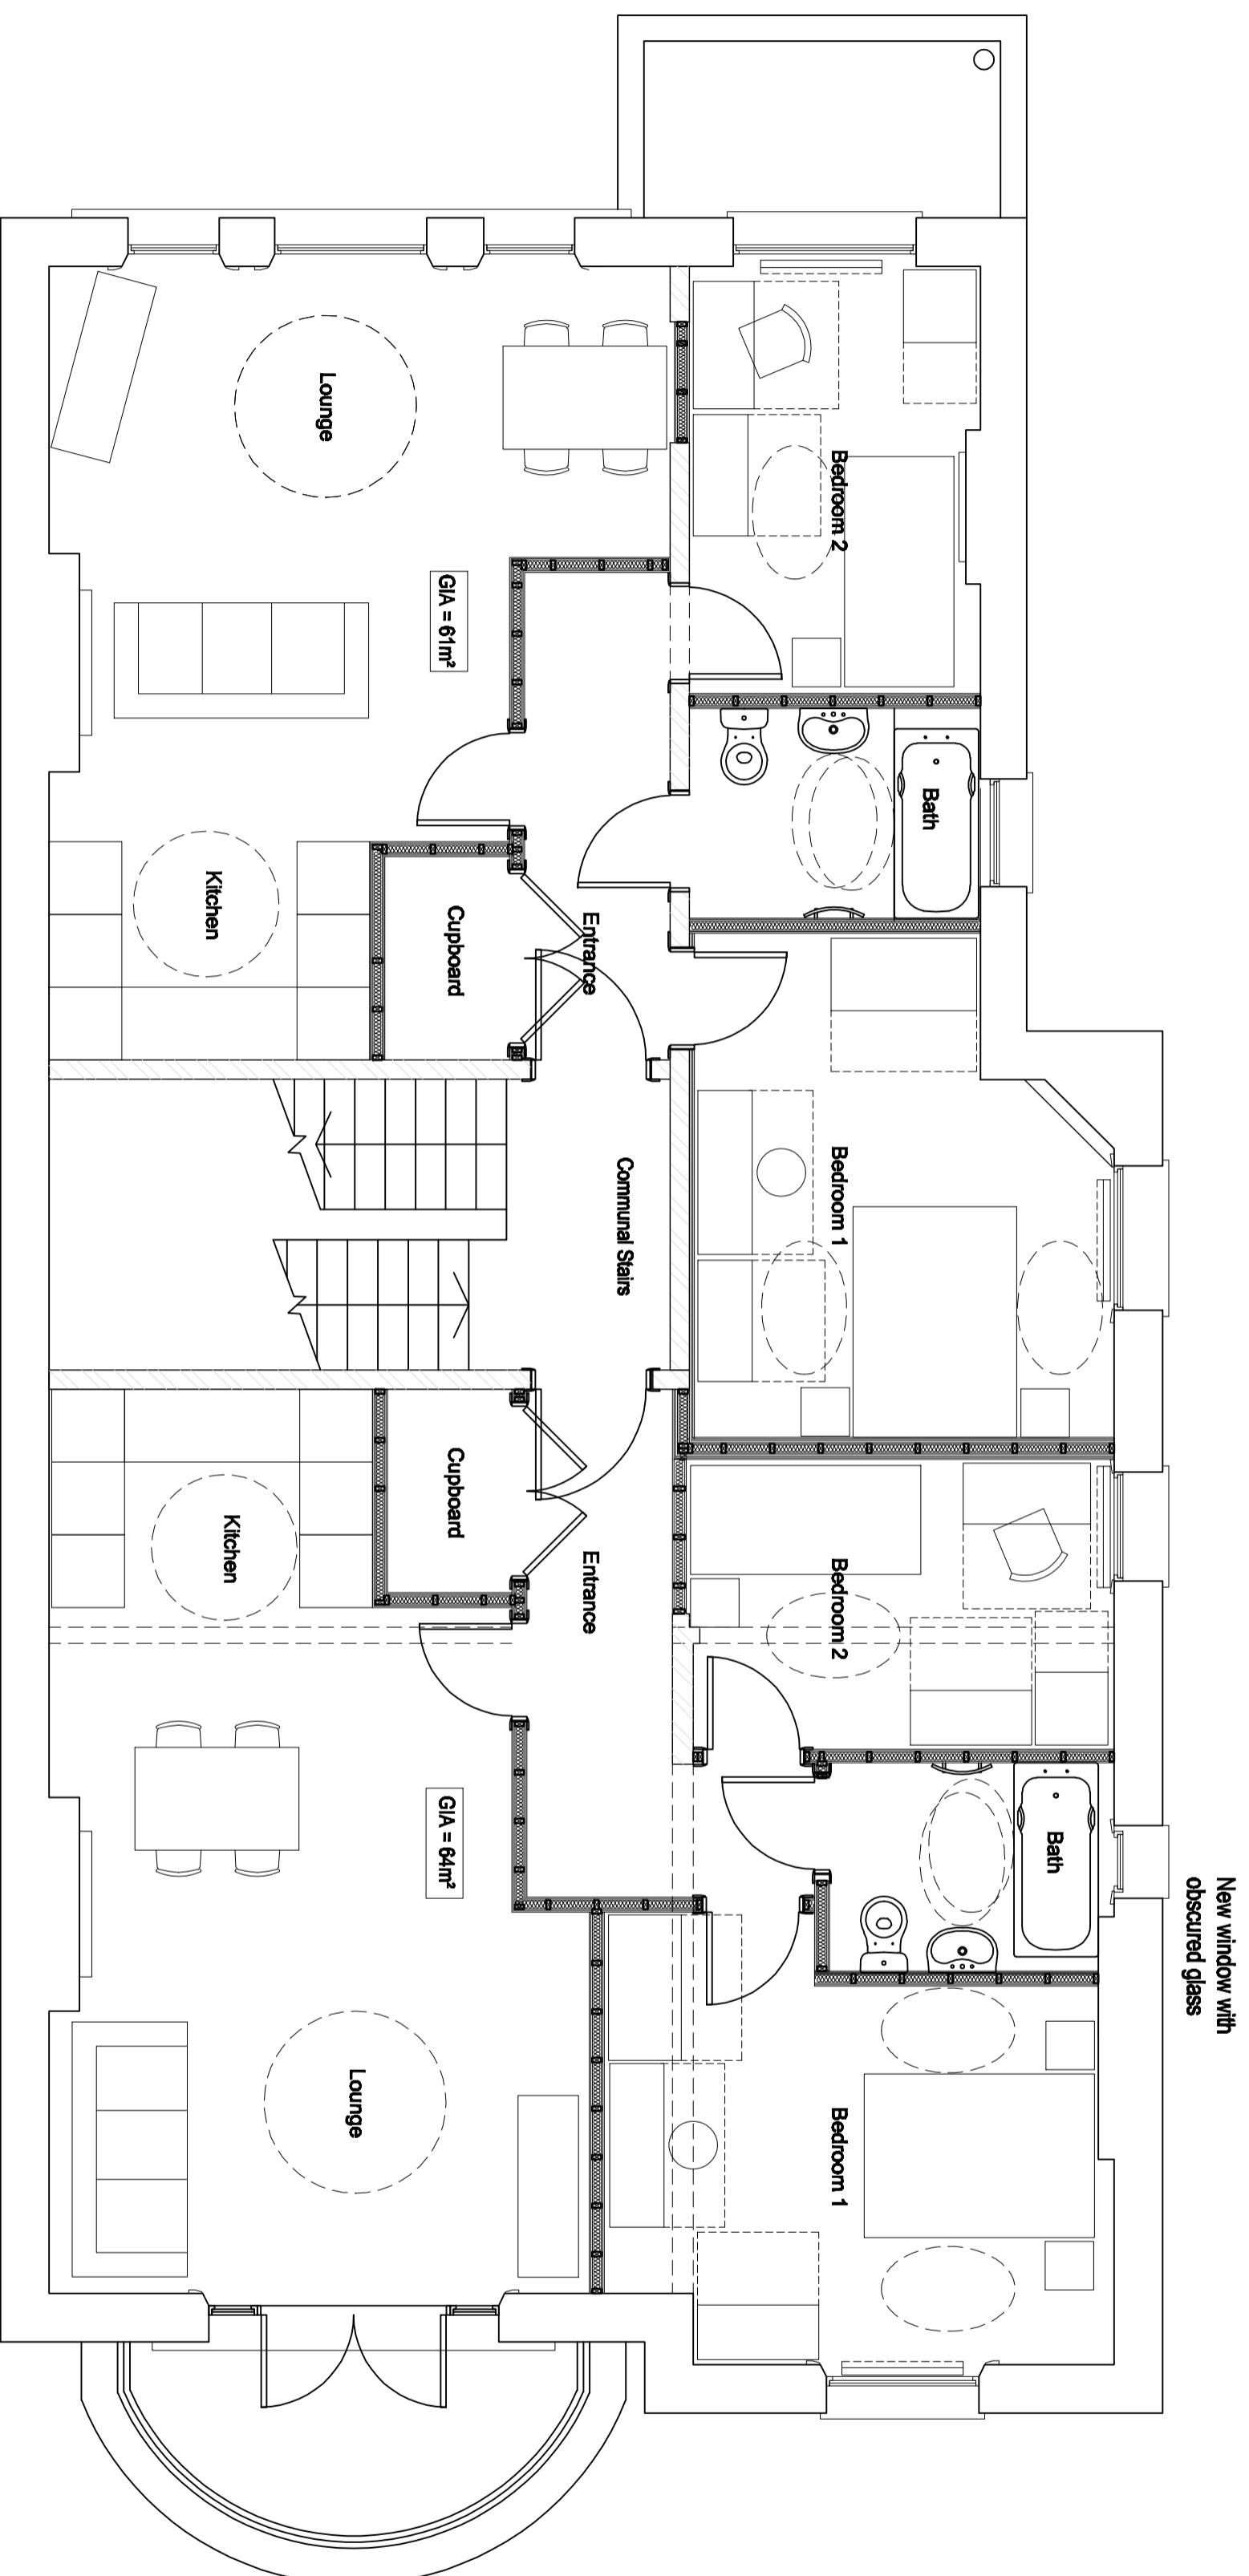 New window with
obscured glass
Bedroom 2
Bath
Bedroom 1
Bedroom 2
Bath
Bedroom 1
Lounge
GIA = 61m²
Kitchen
Cupboard
Entrance
Communal Stairs
Kitchen
Cupboard
Entrance
GIA = 64m²
Lounge